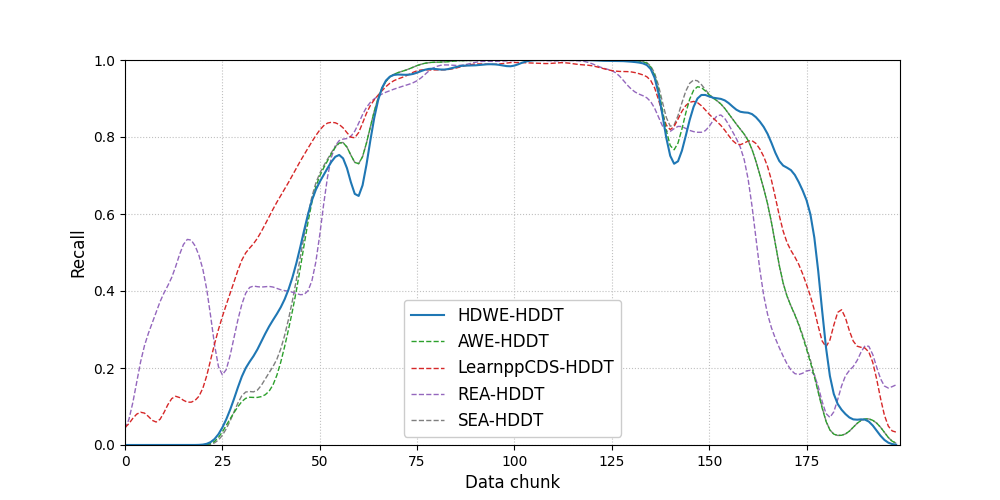 1.0
0.8
0.6
0.4
0.2
0.0
Recall
0 25 50 75 100 125 150 175
Data chunk
HDWE-HDDT
AWE-HDDT
LearnppCDS-HDDT
REA-HDDT
SEA-HDDT